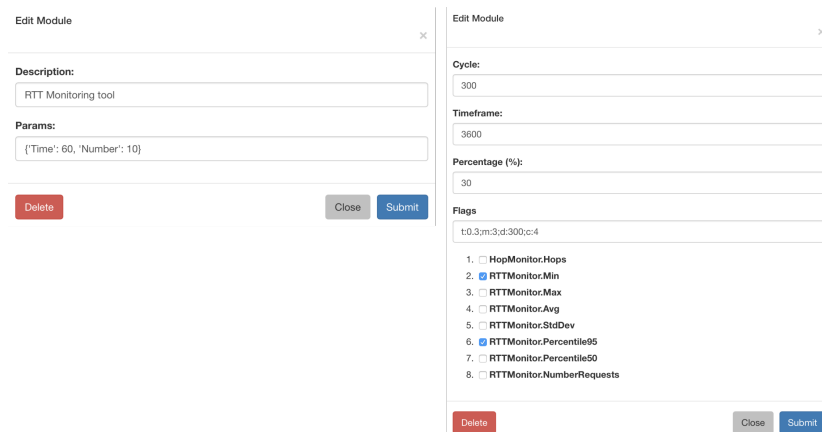 Edit Module
×
Description:
RTT Monitoring tool
Params:
{'Time': 60, 'Number': 10}
Delete
Close
Submit
Edit Module
×
Cycle:
300
Timeframe:
3600
Percentage (%):
30
Flags
t:0.3;m:3;d:300;c:4
1. HopMonitor.Hops
2. RTTMonitor.Min
3. RTTMonitor.Max
4. RTTMonitor.Avg
5. RTTMonitor.StdDev
6. RTTMonitor.Percentile95
7. RTTMonitor.Percentile50
8. RTTMonitor.NumberRequests
Delete
Close
Submit